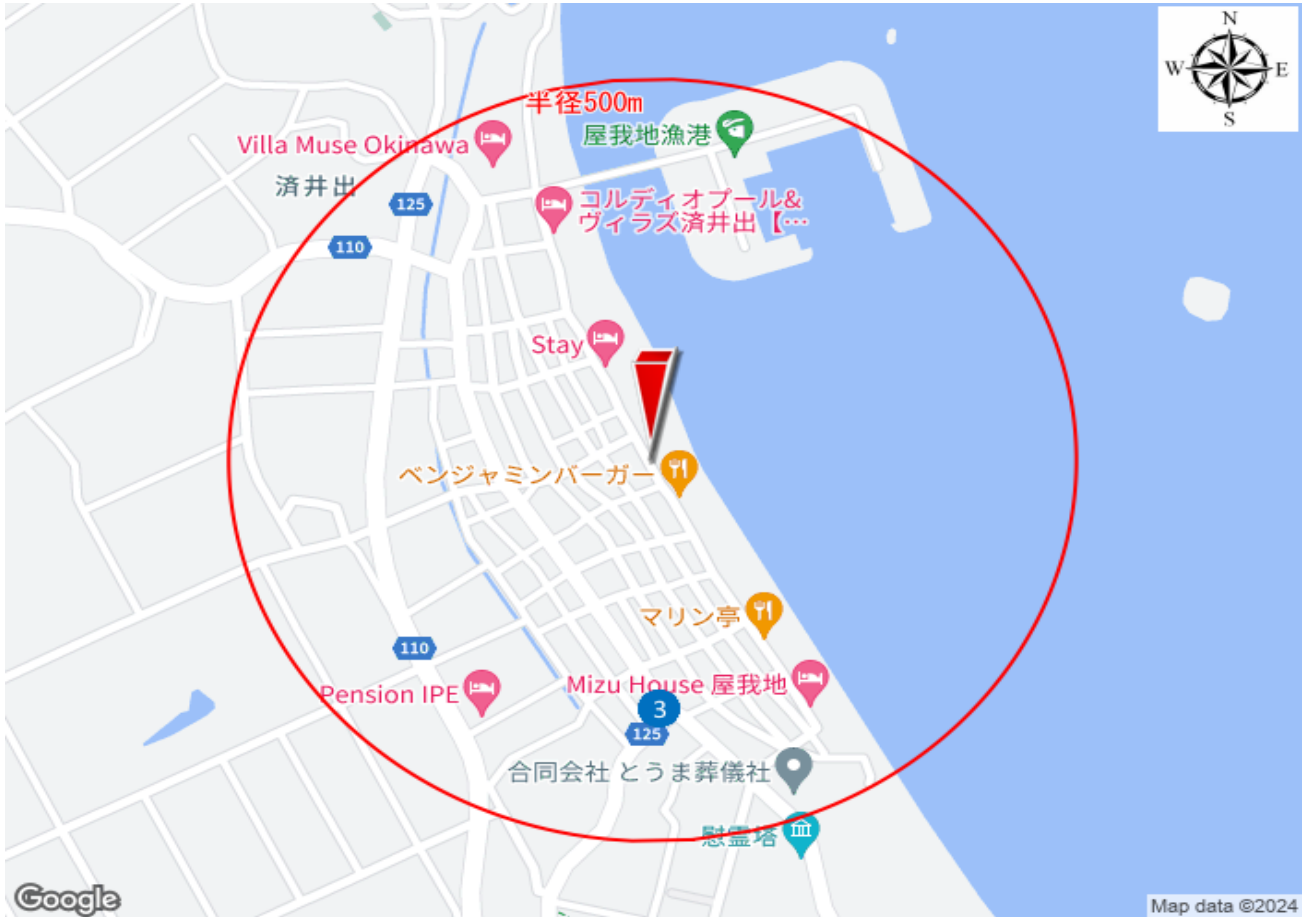 N
W
E
S
半径500m
屋我地漁港
Villa Muse Okinawa
済井出
125
コルディオプール&
ヴィラズ済井出【…
110
Stay
ベンジャミンバーガー
マリン亭
110
Mizu House 屋我地
Pension IPE
3
125
合同会社 とうま葬儀社
慰霊塔
Google
Map data ©2024